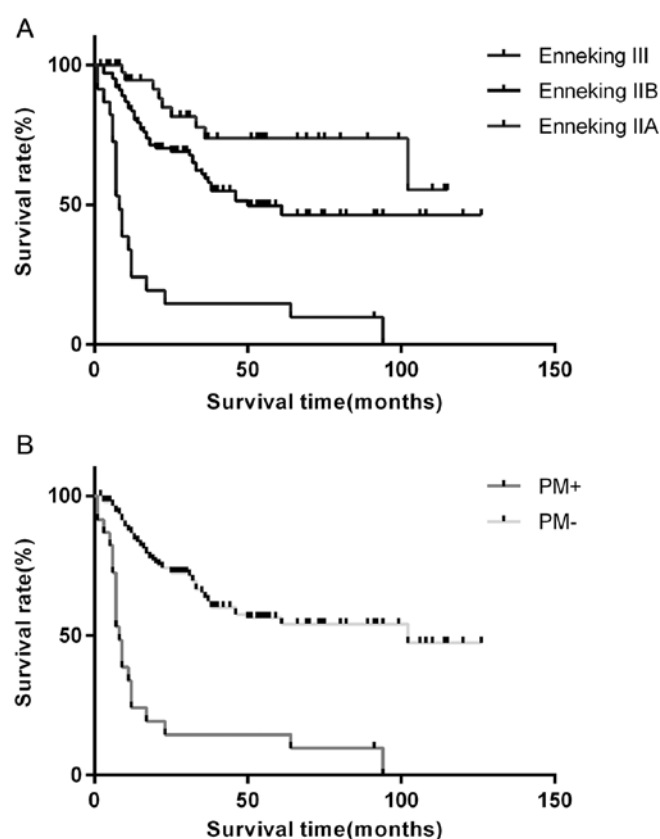 A
Enneking III
Enneking IIB
Enneking IIA
Survival rate(%)
100
50
0
0 50 100 150
Survival time(months)
B
PM+
PM-
Survival rate(%)
100
50
0
0 50 100 150
Survival time(months)